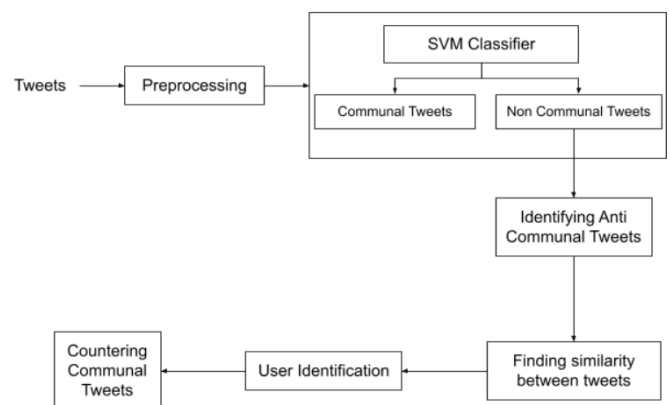 SVM Classifier
Tweets
Preprocessing
Communal Tweets
Non Communal Tweets
Identifying Anti
Communal Tweets
Finding similarity
between tweets
User Identification
Countering
Communal
Tweets